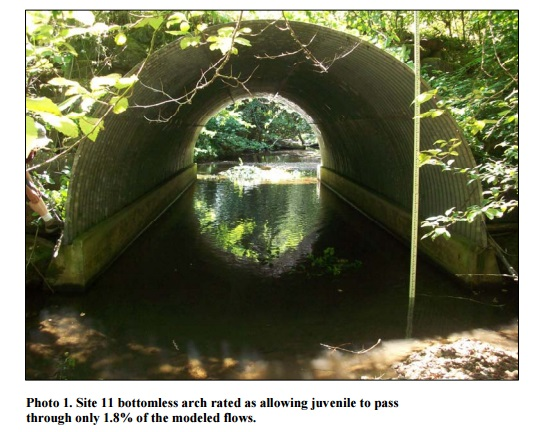 Photo 1. Site 11 bottomless arch rated as allowing juvenile to pass
through only 1.8% of the modeled flows.